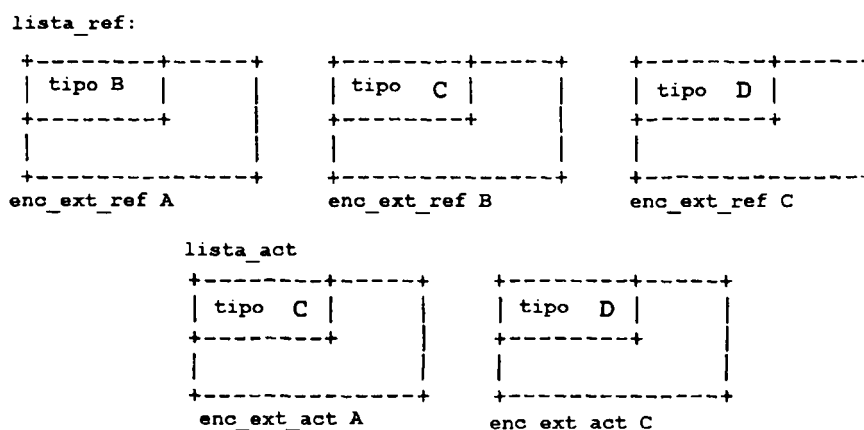 lista_ref:
tipo B
tipo C
tipo D
enc_ext_ref A
enc_ext_ref B
enc_ext_ref C
lista_act
tipo C
tipo D
enc_ext_act A
enc ext act C